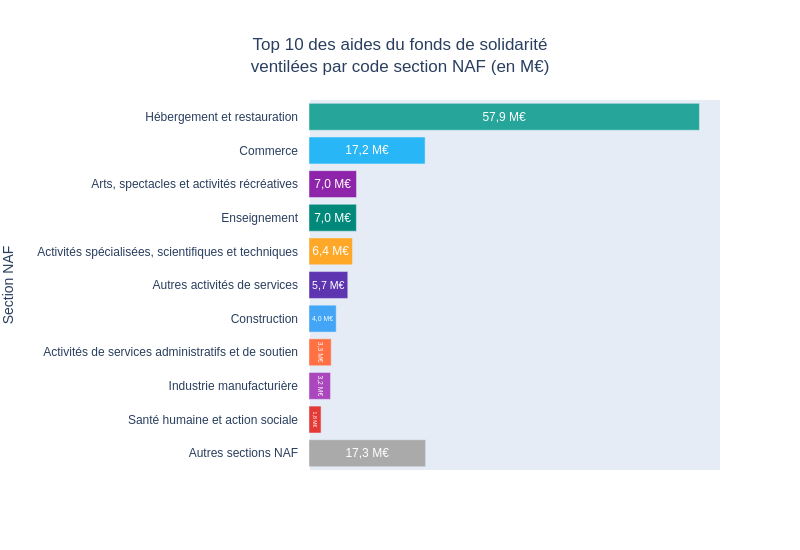 Top 10 des aides du fonds de solidarité
ventilées par code section NAF (en M€)
Section NAF
Hébergement et restauration 57,9 M€
Commerce 17,2 M€
Arts, spectacles et activités récréatives 7,0 M€
Enseignement 7,0 M€
Activités spécialisées, scientifiques et techniques 6,4 M€
Autres activités de services 5,7 M€
Construction 4,0 M€
Activités de services administratifs et de soutien 3,3 M€
Industrie manufacturière 3,2 M€
Santé humaine et action sociale 1,8 M€
Autres sections NAF 17,3 M€